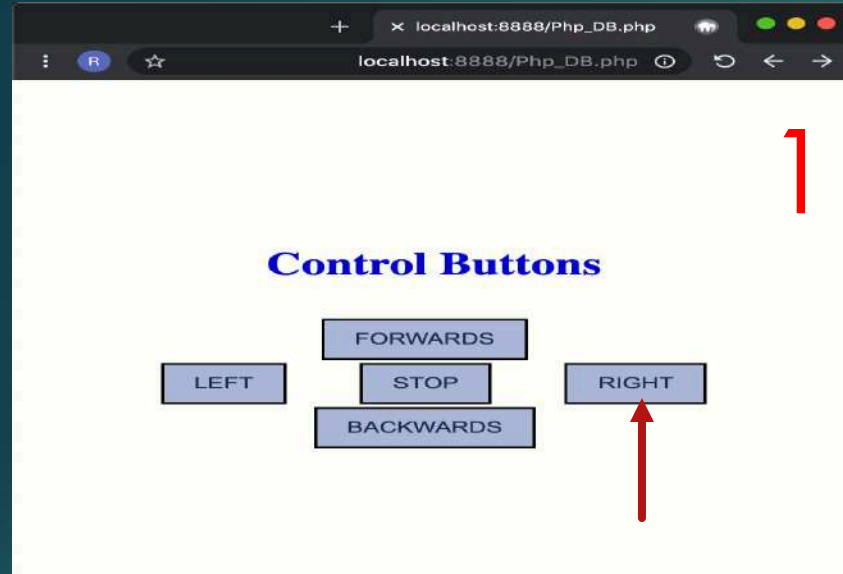 localhost:8888/Php_DB.php
R
localhost:8888/Php_DB.php
1
Control Buttons
FORWARDS
LEFT STOP RIGHT
BACKWARDS